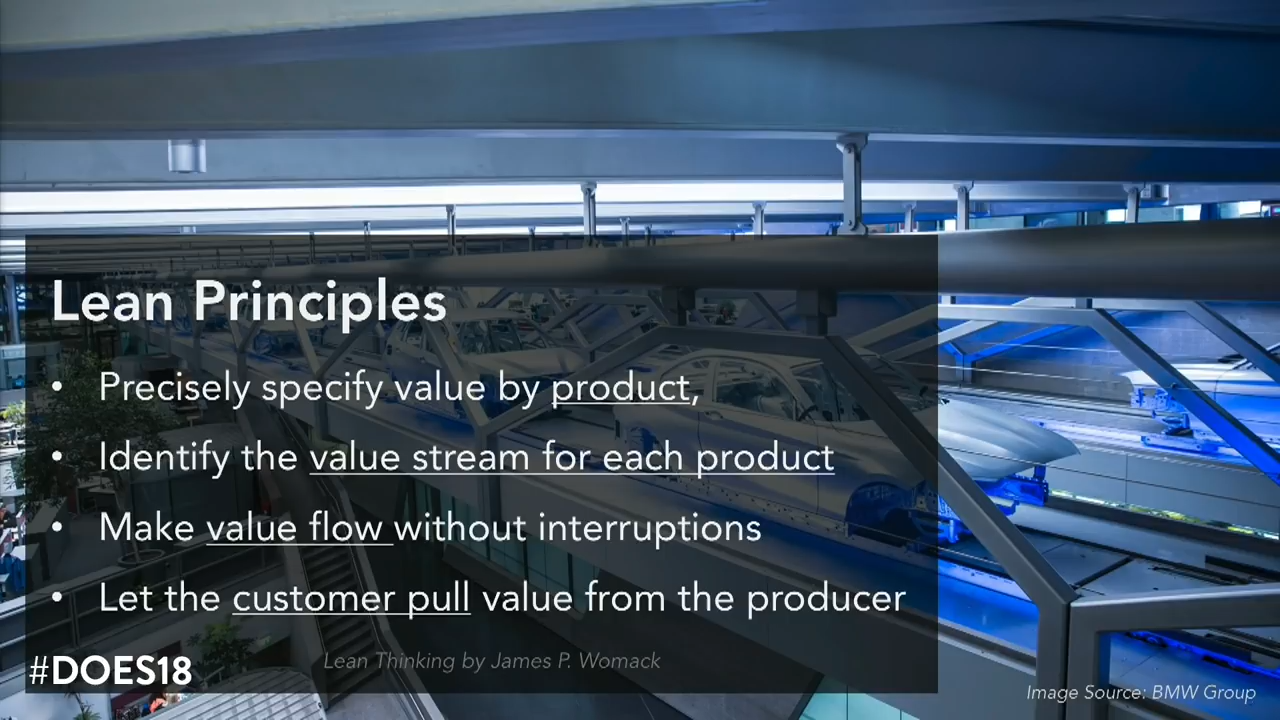 Lean Principles
• Precisely specify value by product,
• Identify the value stream for each product
• Make value flow without interruptions
• Let the customer pull value from the producer
Lean Thinking by James P. Womack
#DOES18
Image Source: BMW Group